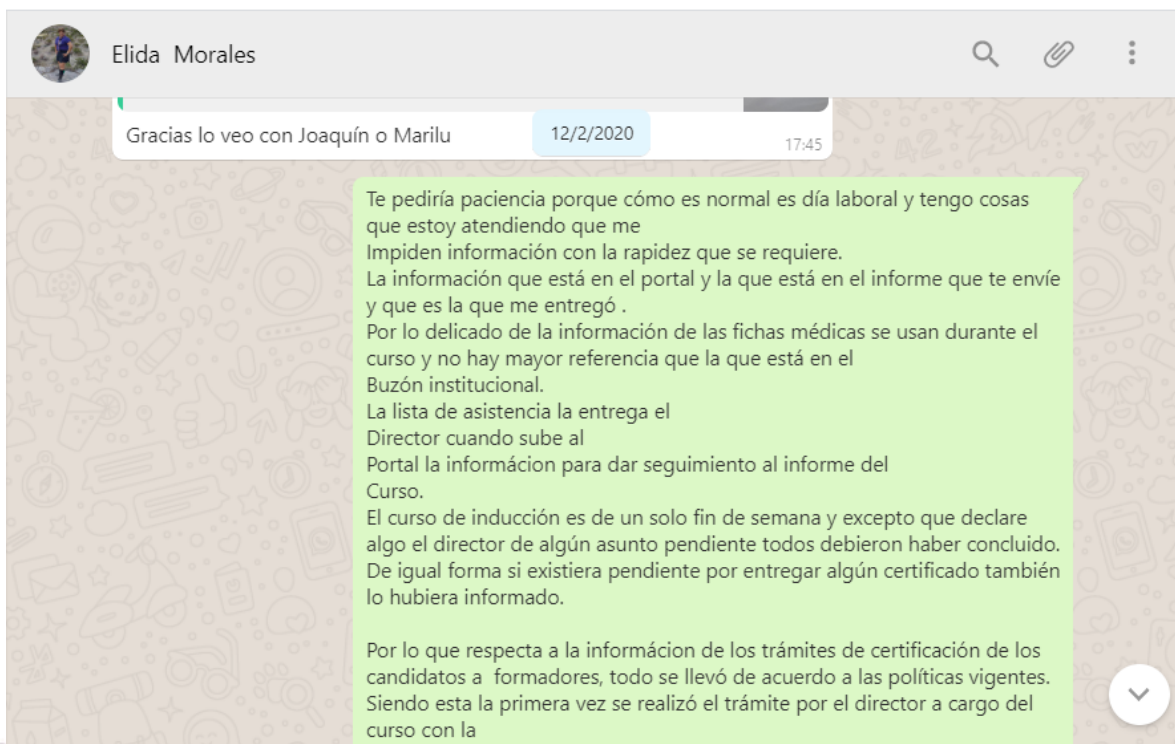 Elida Morales
Gracias lo veo con Joaquín o Marilu
12/2/2020
17:45
Te pediría paciencia porque cómo es normal es día laboral y tengo cosas
que estoy atendiendo que me
Impiden información con la rapidez que se requiere.
La información que está en el portal y la que está en el informe que te envíe
y que es la que me entregó .
Por lo delicado de la información de las fichas médicas se usan durante el
curso y no hay mayor referencia que la que está en el
Buzón institucional.
La lista de asistencia la entrega el
Director cuando sube al
Portal la informácion para dar seguimiento al informe del
Curso.
El curso de inducción es de un solo fin de semana y excepto que declare
algo el director de algún asunto pendiente todos debieron haber concluido.
De igual forma si existiera pendiente por entregar algún certificado también
lo hubiera informado.
Por lo que respecta a la informácion de los trámites de certificación de los
candidatos a formadores, todo se llevó de acuerdo a las políticas vigentes.
Siendo esta la primera vez se realizó el trámite por el director a cargo del
curso con la